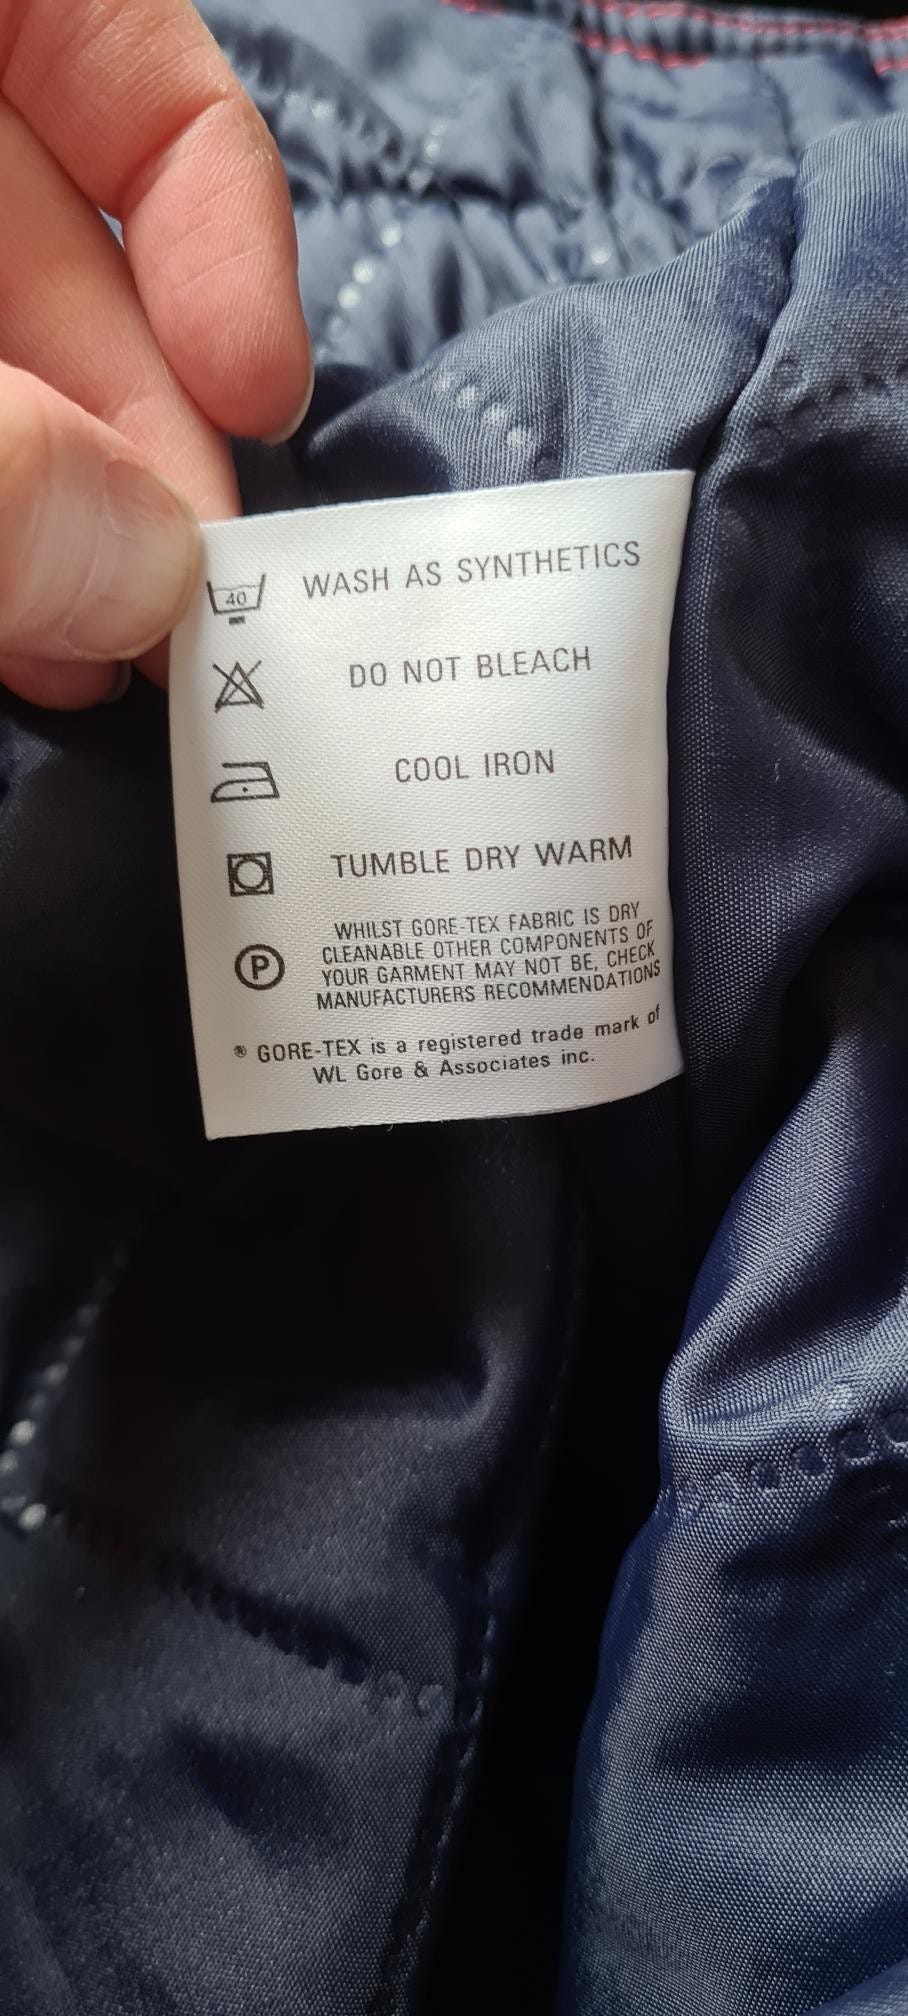 40 WASH AS SYNTHETICS
DO NOT BLEACH
COOL IRON
TUMBLE DRY WARM
WHILST GORE-TEX FABRIC IS DRY
CLEANABLE OTHER COMPONENTS OF
P YOUR GARMENT MAY NOT BE, CHECK
MANUFACTURERS RECOMMENDATIONS
® GORE-TEX is a registered trade mark of
WL Gore & Associates inc.